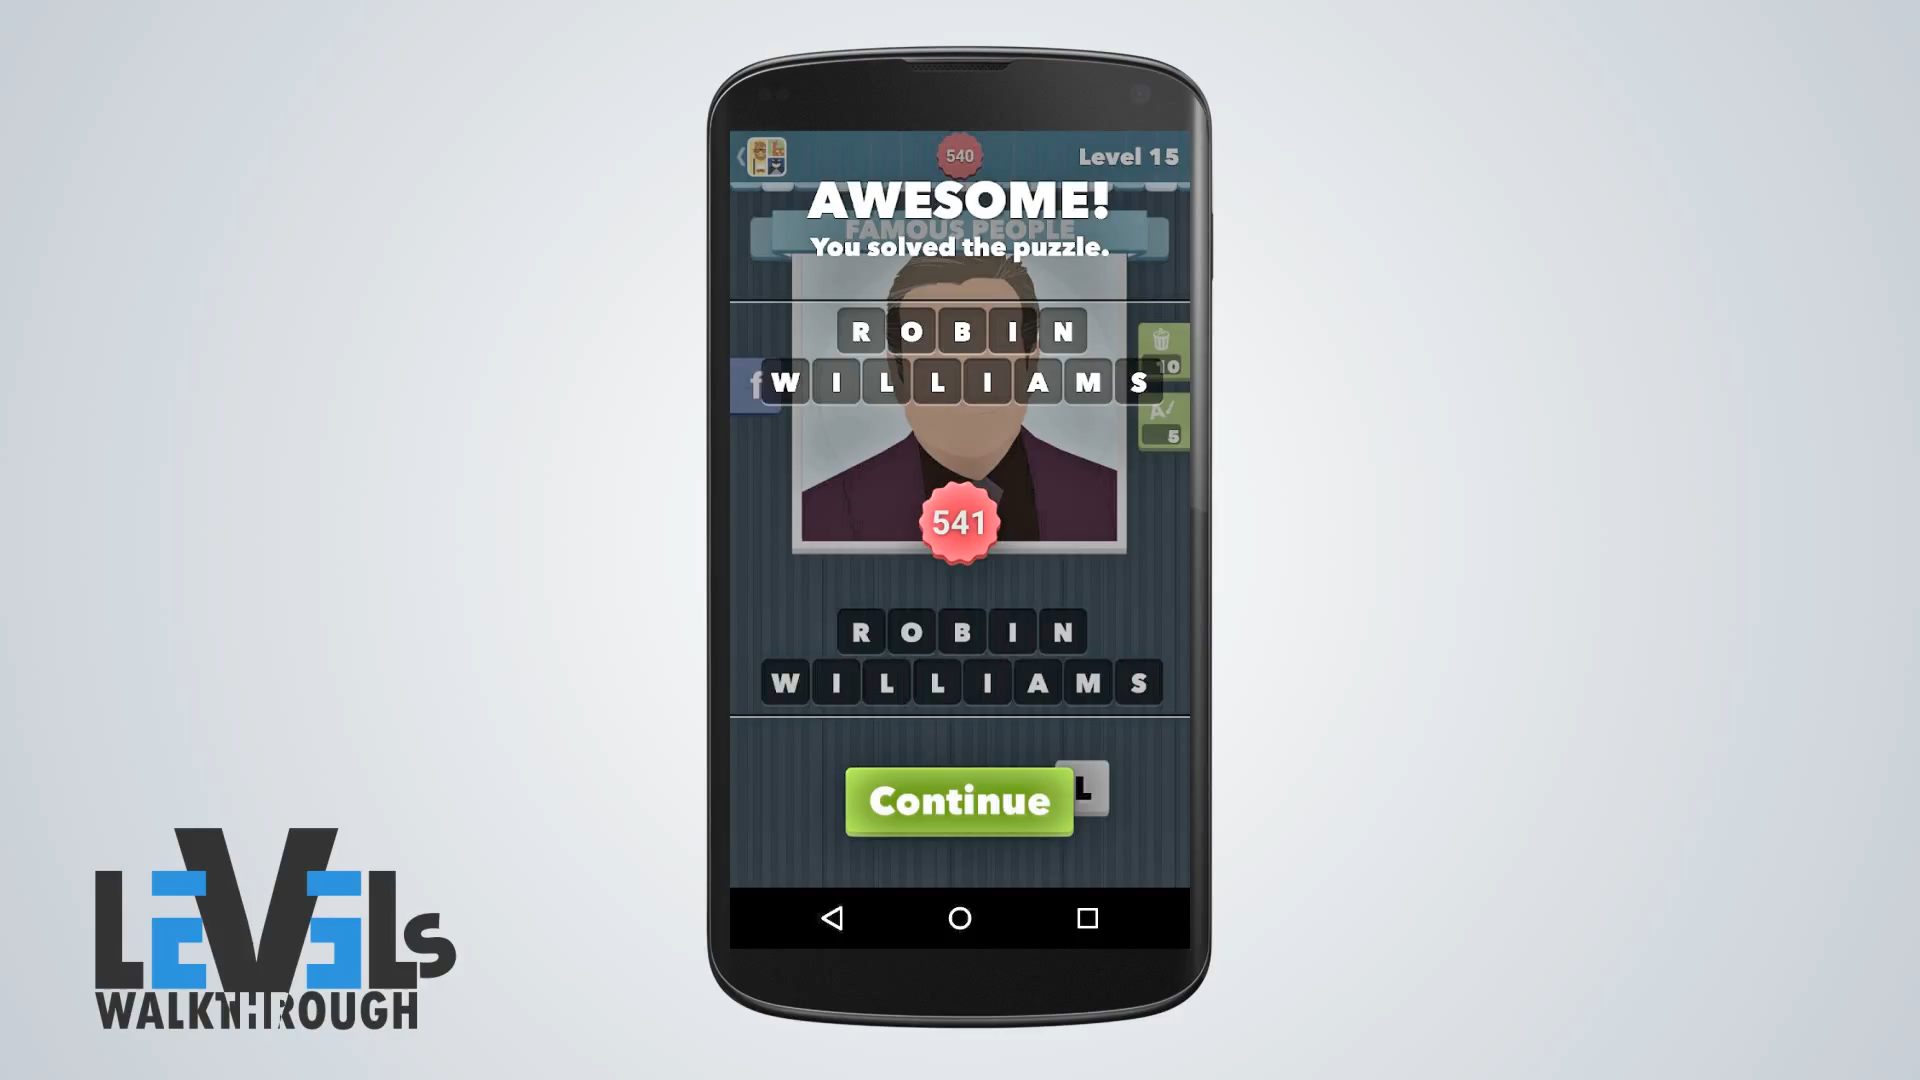 540
Level 15
AWESOME!
FAMOUS PEOPLE
You solved the puzzle.
ROBIN
WILLIAMS
f
10
A
5
541
ROBIN
WILLIAMS
Continue
L
LEVELs
WALKTHROUGH